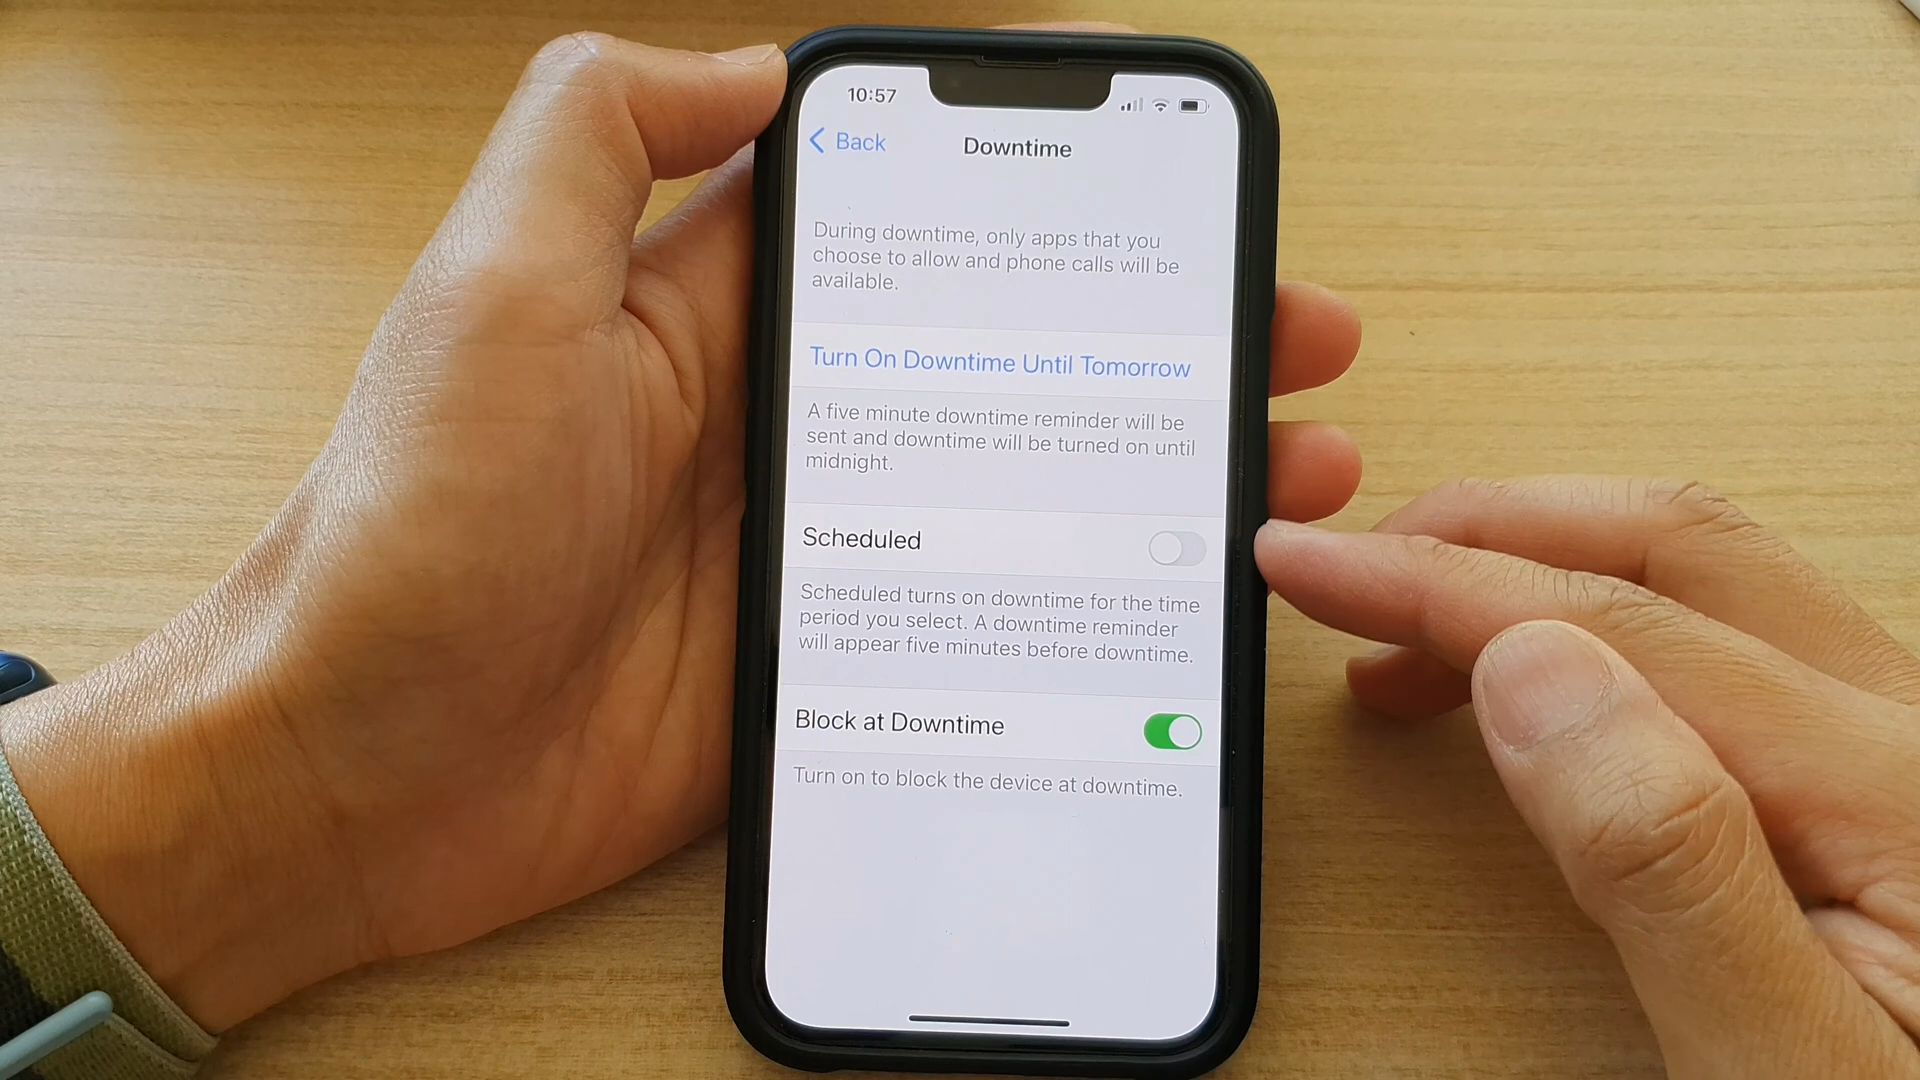 10:57
Back
Downtime
During downtime, only apps that you
choose to allow and phone calls will be
available.
Turn On Downtime Until Tomorrow
A five minute downtime reminder will be
sent and downtime will be turned on until
midnight.
Scheduled
Scheduled turns on downtime for the time
period you select. A downtime reminder
will appear five minutes before downtime.
Block at Downtime
Turn on to block the device at downtime.